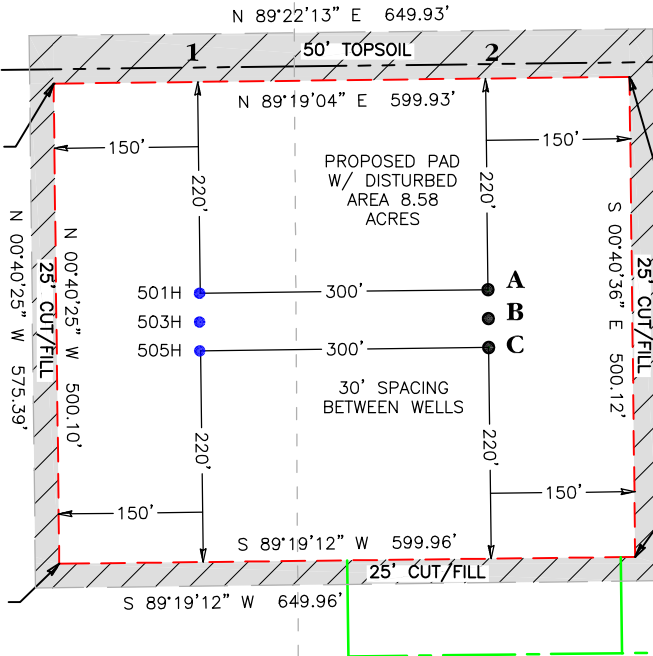 N 89°22'13" E 649.93'
1
50' TOPSOIL
2
N 89°19'04" E 599.93'
150'
150'
PROPOSED PAD
W/ DISTURBED
AREA 8.58
ACRES
220'
220'
N 00°40'25" W 575.39'
25' CUT/FILL
N 00°40'25" W 500.10'
S 00°40'36" E 500.12'
25' CUT/FILL
501H
300'
A
503H
B
505H
300'
C
30' SPACING
BETWEEN WELLS
220'
220'
150'
150'
S 89°19'12" W 599.96'
25' CUT/FILL
S 89°19'12" W 649.96'